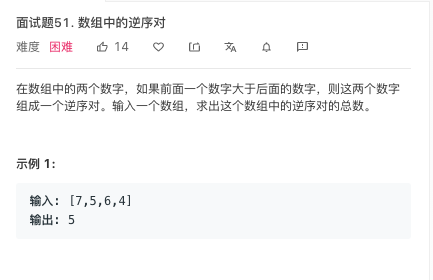 面试题51. 数组中的逆序对
难度 困难 14
在数组中的两个数字，如果前面一个数字大于后面的数字，则这两个数字
组成一个逆序对。输入一个数组，求出这个数组中的逆序对的总数。
示例 1:
输入: [7,5,6,4]
输出: 5